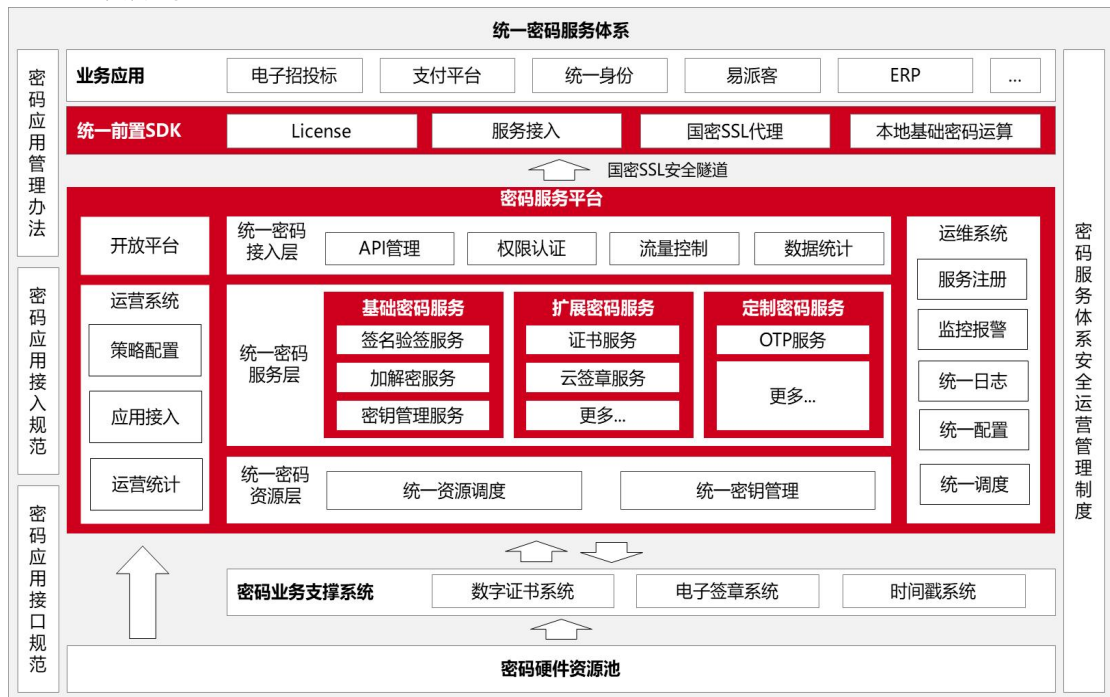 统一密码服务体系
密码应用管理办法
密码应用接入规范
密码应用接口规范
业务应用
电子招投标
支付平台
统一身份
易派客
ERP
...
统一前置SDK
License
服务接入
国密SSL代理
本地基础密码运算
国密SSL安全隧道
密码服务平台
开放平台
运营系统
策略配置
应用接入
运营统计
统一密码
接入层
API管理
权限认证
流量控制
数据统计
统一密码
服务层
基础密码服务
签名验签服务
加解密服务
密钥管理服务
扩展密码服务
证书服务
云签章服务
更多...
定制密码服务
OTP服务
更多...
统一密码
资源层
统一资源调度
统一密钥管理
运维系统
服务注册
监控报警
统一日志
统一配置
统一调度
密码业务支撑系统
数字证书系统
电子签章系统
时间戳系统
密码硬件资源池
密码服务体系安全运营管理制度